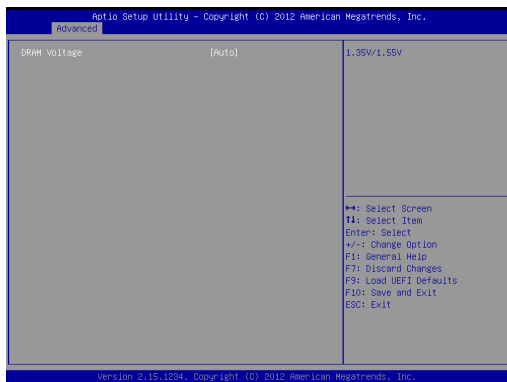 Aptio Setup Utility – Copyright (C) 2012 American Megatrends, Inc.
Advanced
DRAM Voltage [Auto]
1.35V/1.55V
↔: Select Screen
↑↓: Select Item
Enter: Select
+/-: Change Option
F1: General Help
F7: Discard Changes
F9: Load UEFI Defaults
F10: Save and Exit
ESC: Exit
Version 2.15.1234. Copyright (C) 2012 American Megatrends, Inc.